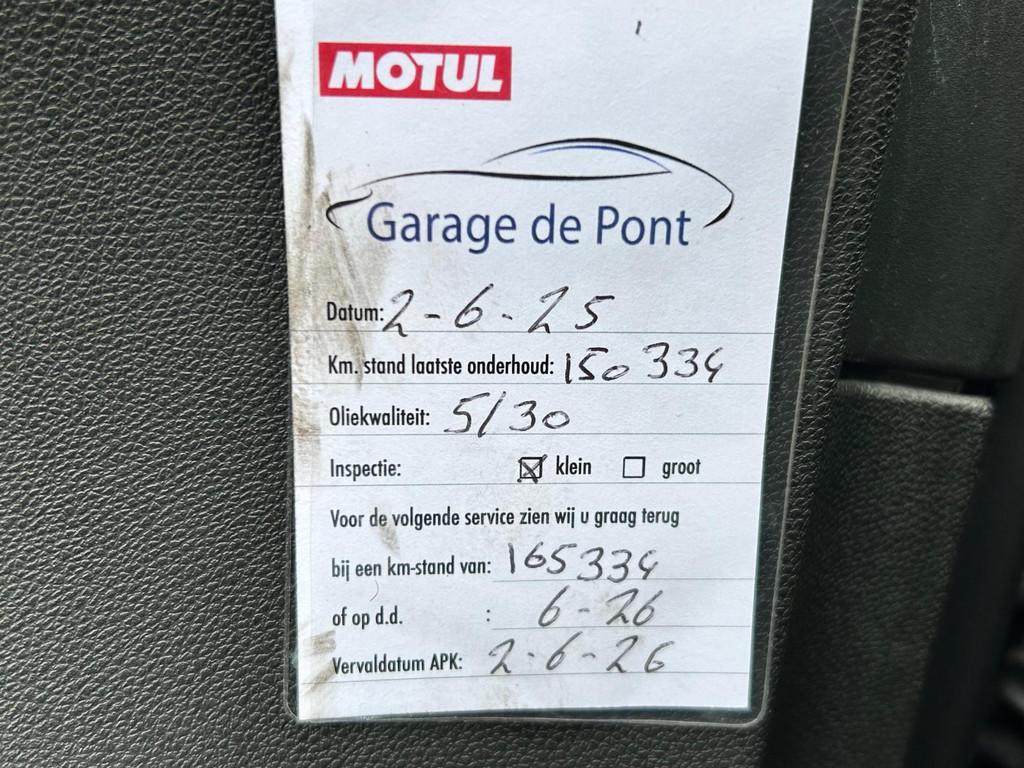 MOTUL
Garage de Pont
Datum: 2-6-25
Km. stand laatste onderhoud: 150 334
Oliekwaliteit: 5/30
Inspectie: ☒ klein ☐ groot
Voor de volgende service zien wij u graag terug
bij een km-stand van: 165334
of op d.d. : 6-26
Vervaldatum APK: 2-6-26